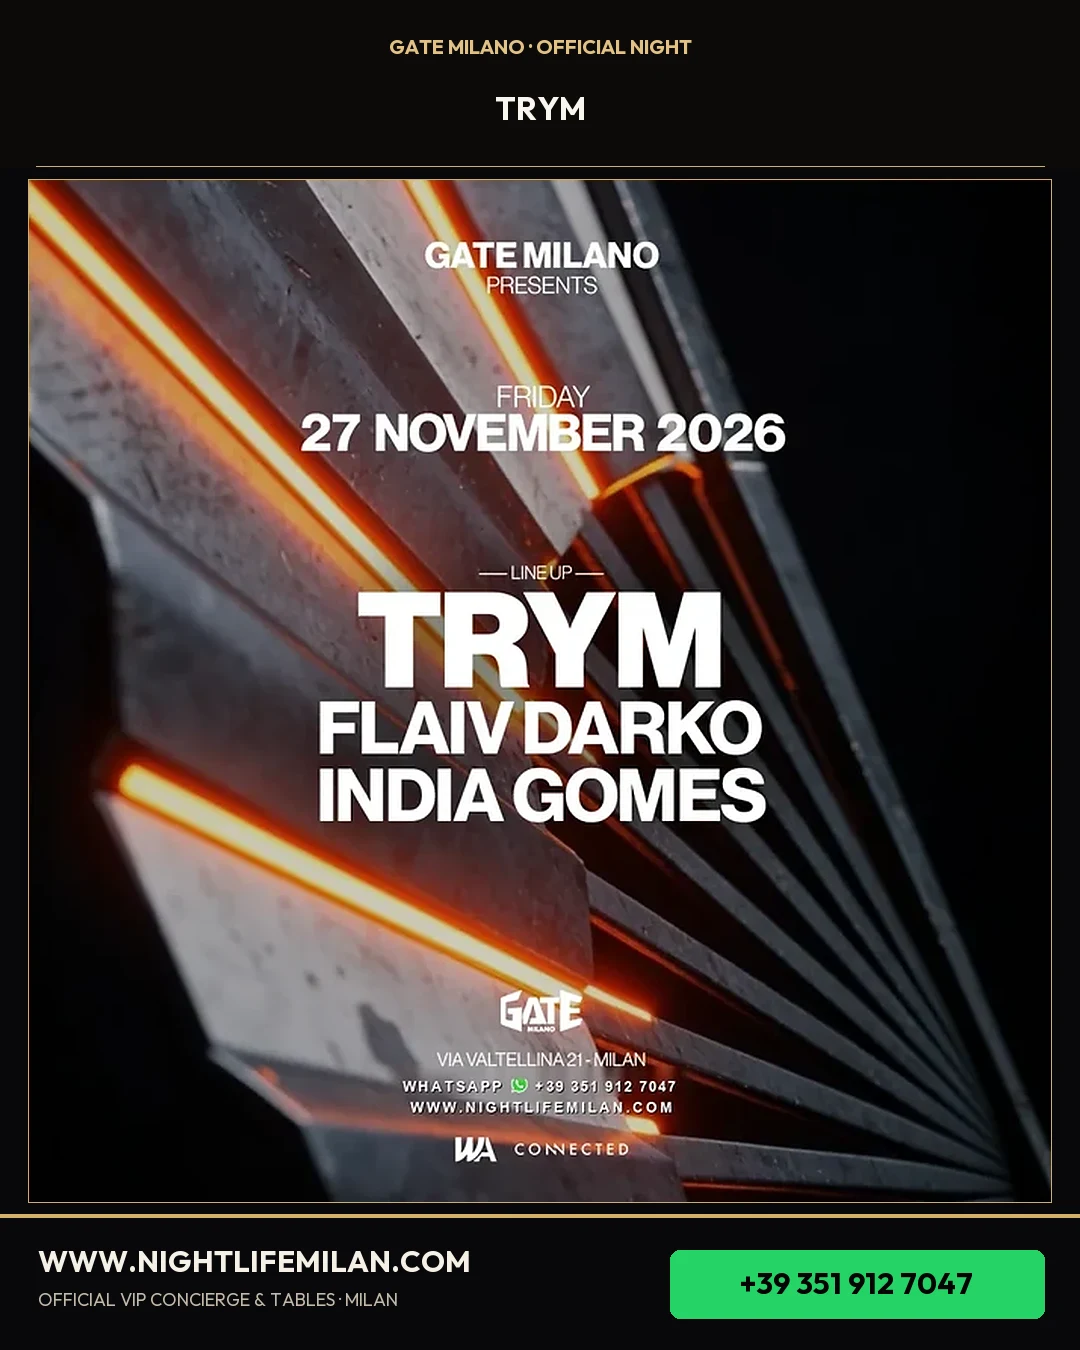 GATE MILANO · OFFICIAL NIGHT
TRYM
GATE MILANO
PRESENTS
FRIDAY
27 NOVEMBER 2026
LINE UP
TRYM
FLAIV DARKO
INDIA GOMES
GATE
MILANO
VIA VALTELLINA 21 - MILAN
WHATSAPP +39 351 912 7047
WWW.NIGHTLIFEMILAN.COM
WA CONNECTED
WWW.NIGHTLIFEMILAN.COM
OFFICIAL VIP CONCIERGE & TABLES · MILAN
+39 351 912 7047